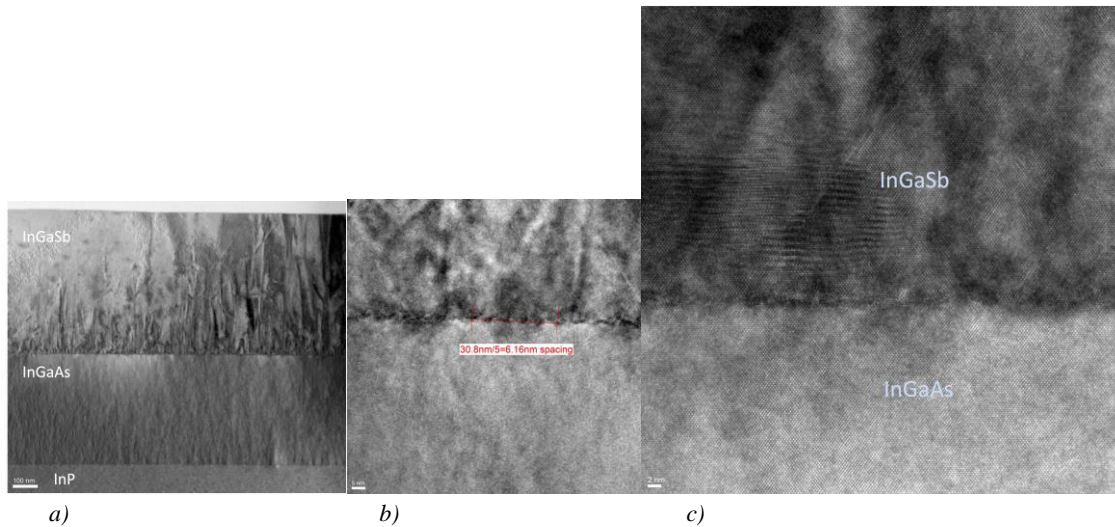 InGaSb
InGaAs
InP
100 nm
a)
30.8nm/5=6.16nm spacing
5 nm
b)
InGaSb
InGaAs
2 nm
c)